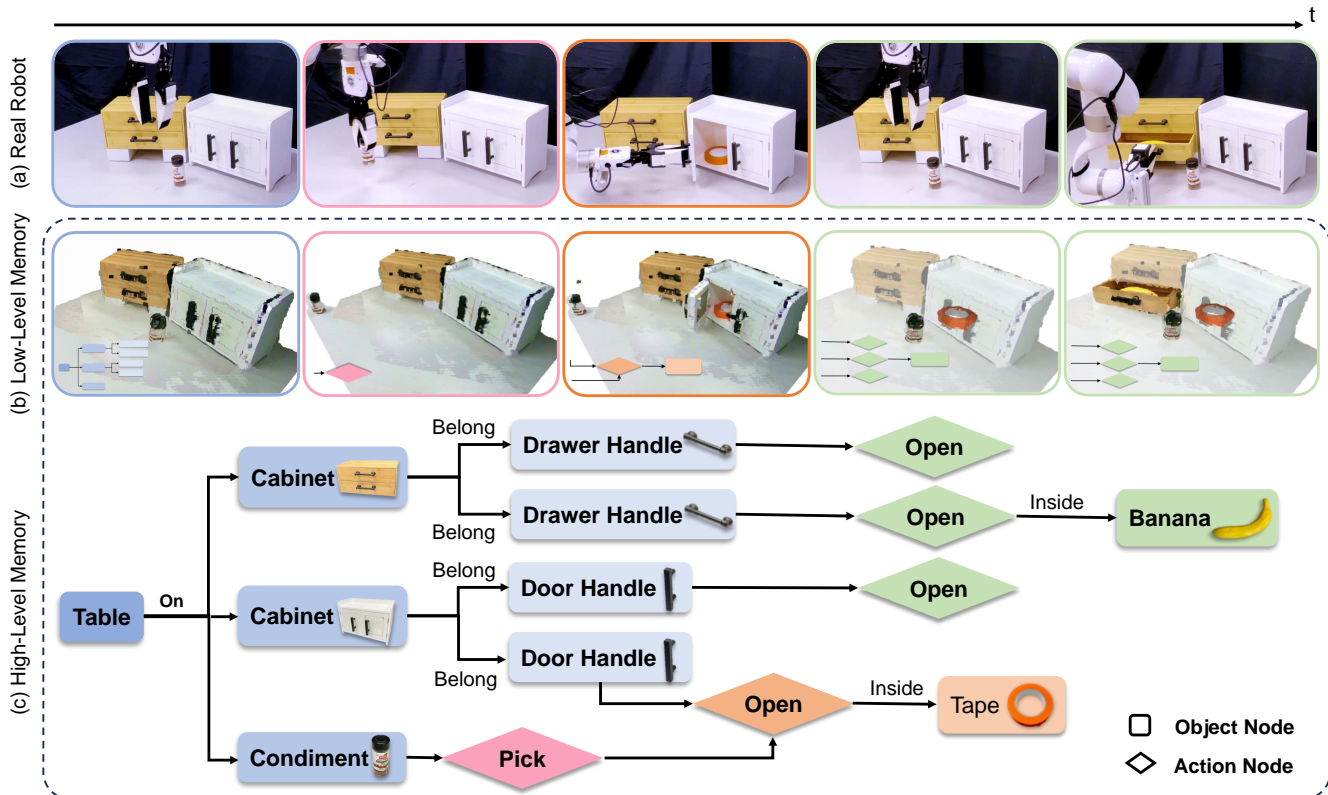 t
(a) Real Robot
(b) Low-Level Memory
(c) High-Level Memory
Belong
Drawer Handle
Open
Cabinet
Drawer Handle
Open
Inside
Banana
Belong
Belong
Door Handle
Open
On
Table
Cabinet
Door Handle
Belong
Open
Inside
Tape
Condiment
Pick
Object Node
Action Node